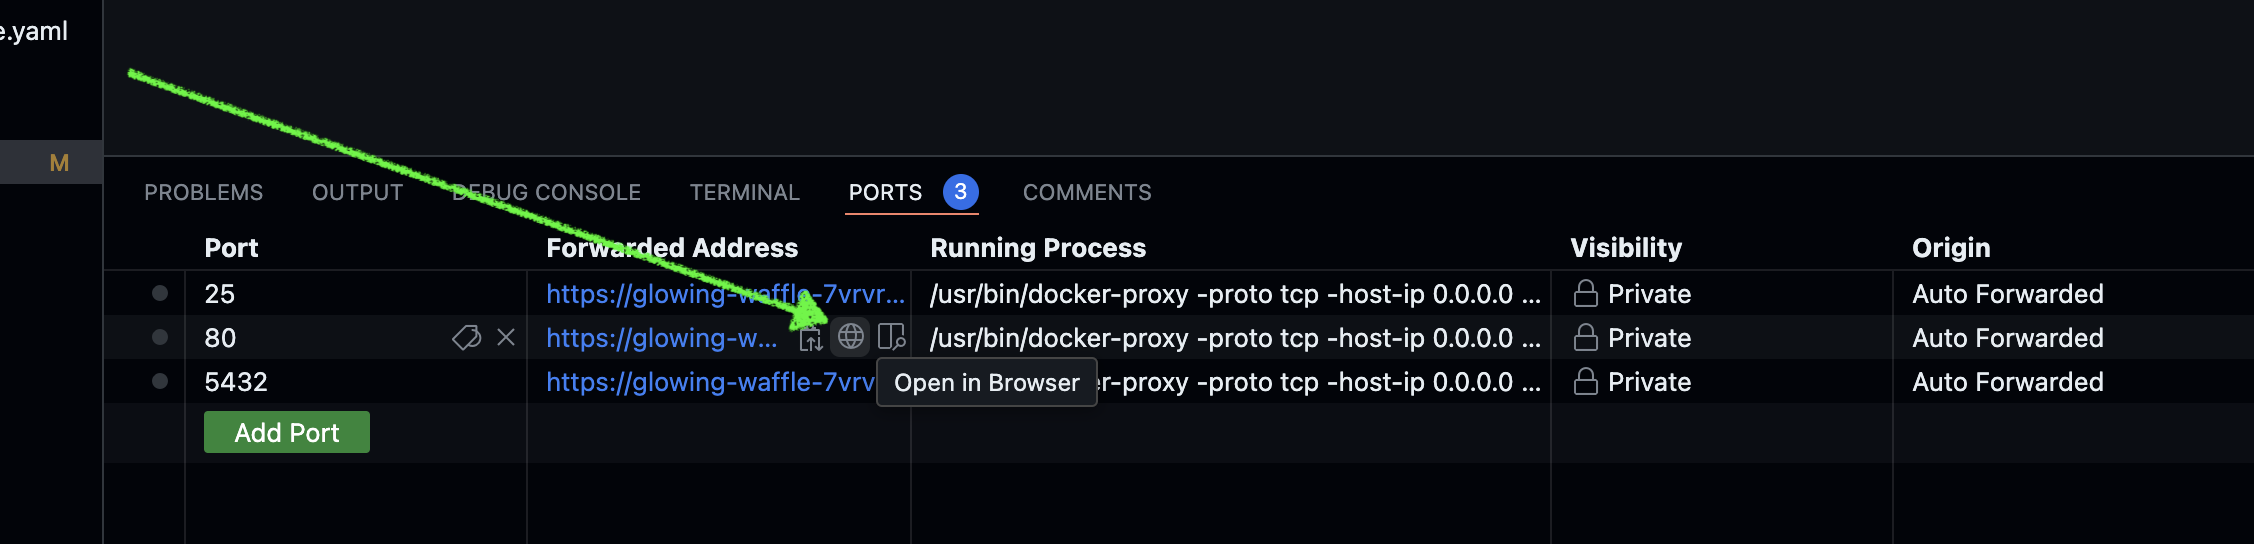 e.yaml
M
PROBLEMS OUTPUT DEBUG CONSOLE TERMINAL PORTS 3 COMMENTS
Port Forwarded Address Running Process Visibility Origin
25 https://glowing-waffle-7vrvr... /usr/bin/docker-proxy -proto tcp -host-ip 0.0.0.0 ... Private Auto Forwarded
80 https://glowing-w... /usr/bin/docker-proxy -proto tcp -host-ip 0.0.0.0 ... Private Auto Forwarded
5432 https://glowing-waffle-7vrv er-proxy -proto tcp -host-ip 0.0.0.0 ... Private Auto Forwarded
Open in Browser
Add Port